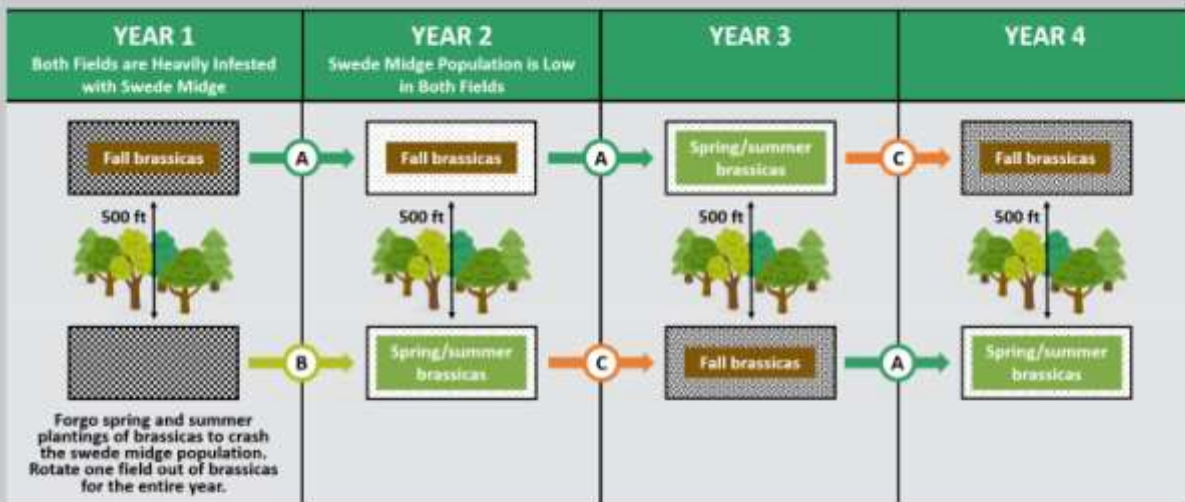 YEAR 1
Both Fields are Heavily Infested
with Swede Midge
YEAR 2
Swede Midge Population is Low
in Both Fields
YEAR 3
YEAR 4
Fall brassicas
A
Fall brassicas
A
Spring/summer
brassicas
C
Fall brassicas
500 ft
500 ft
500 ft
500 ft
B
Spring/summer
brassicas
C
Fall brassicas
A
Spring/summer
brassicas
Forgo spring and summer
plantings of brassicas to crash
the swede midge population.
Rotate one field out of brassicas
for the entire year.